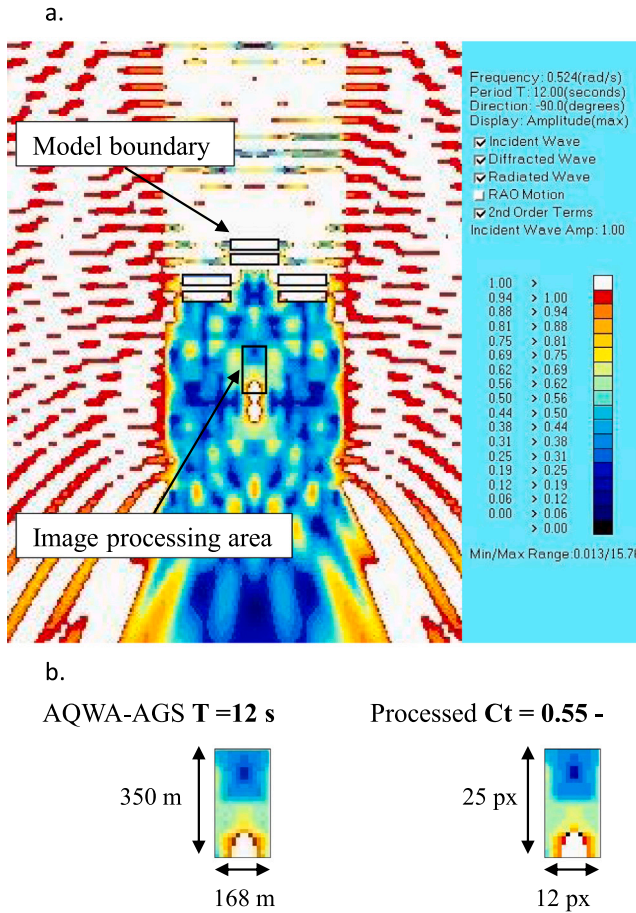 a.
Model boundary
Image processing area
Frequency: 0.524(rad/s)
Period T: 12.00(seconds)
Direction: -90.0(degrees)
Display: Amplitude(max)
Incident Wave
Diffracted Wave
Radiated Wave
RAO Motion
2nd Order Terms
Incident Wave Amp: 1.00
1.00 >
0.94 > 1.00
0.88 > 0.94
0.81 > 0.88
0.75 > 0.81
0.69 > 0.75
0.62 > 0.69
0.56 > 0.62
0.50 > 0.56
0.44 > 0.50
0.38 > 0.44
0.31 > 0.38
0.25 > 0.31
0.19 > 0.25
0.12 > 0.19
0.06 > 0.12
0.00 > 0.06
> 0.00
Min/Max Range:0.013/15.76
b.
AQWA-AGS T =12 s
Processed Ct = 0.55 -
350 m
25 px
168 m
12 px